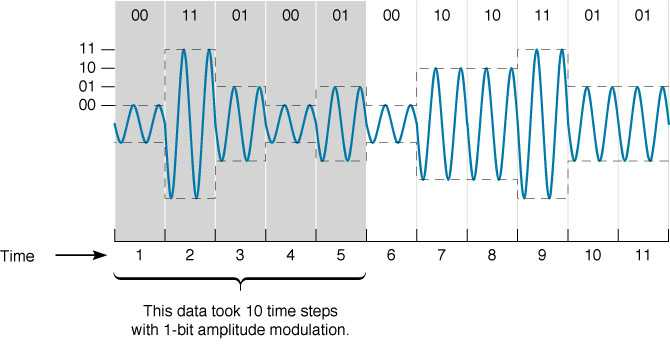 00 11 01 00 01 00 10 10 11 01 01
11
10
01
00
Time 1 2 3 4 5 6 7 8 9 10 11
This data took 10 time steps
with 1-bit amplitude modulation.